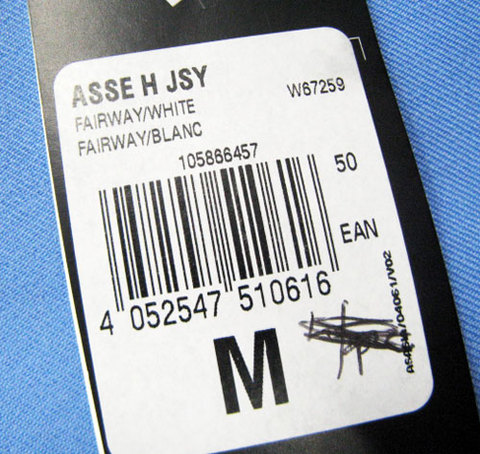 ASSE H JSY
W67259
FAIRWAY/WHITE
FAIRWAY/BLANC
105866457
50
EAN
4 052547 510616
M